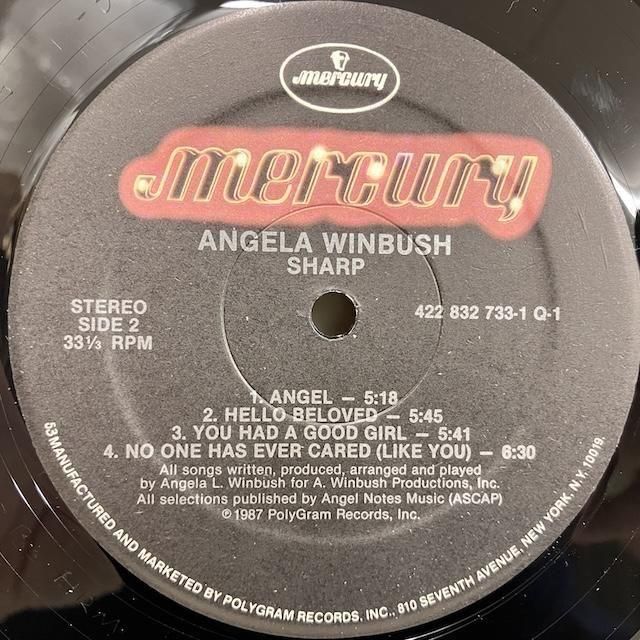 mercury
mercury
ANGELA WINBUSH
SHARP
STEREO
SIDE 2
33⅓ RPM
422 832 733-1 Q-1
1. ANGEL — 5:18
2. HELLO BELOVED — 5:45
3. YOU HAD A GOOD GIRL — 5:41
4. NO ONE HAS EVER CARED (LIKE YOU) — 6:30
All songs written, produced, arranged and played
by Angela L. Winbush for A. Winbush Productions, Inc.
All selections published by Angel Notes Music (ASCAP)
℗1987 PolyGram Records, Inc.
53 MANUFACTURED AND MARKETED BY POLYGRAM RECORDS, INC., 810 SEVENTH AVENUE, NEW YORK, N.Y. 10019.